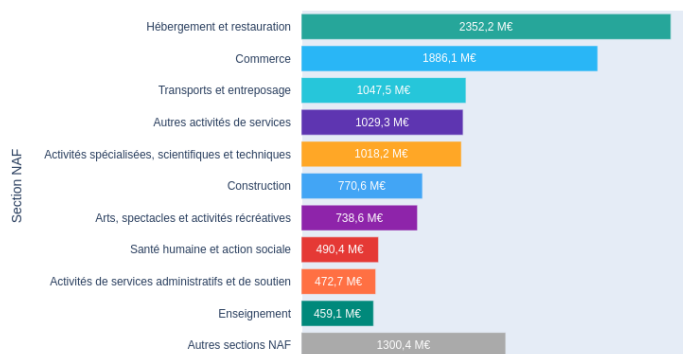 Section NAF
Hébergement et restauration 2352,2 M€
Commerce 1886,1 M€
Transports et entreposage 1047,5 M€
Autres activités de services 1029,3 M€
Activités spécialisées, scientifiques et techniques 1018,2 M€
Construction 770,6 M€
Arts, spectacles et activités récréatives 738,6 M€
Santé humaine et action sociale 490,4 M€
Activités de services administratifs et de soutien 472,7 M€
Enseignement 459,1 M€
Autres sections NAF 1300,4 M€